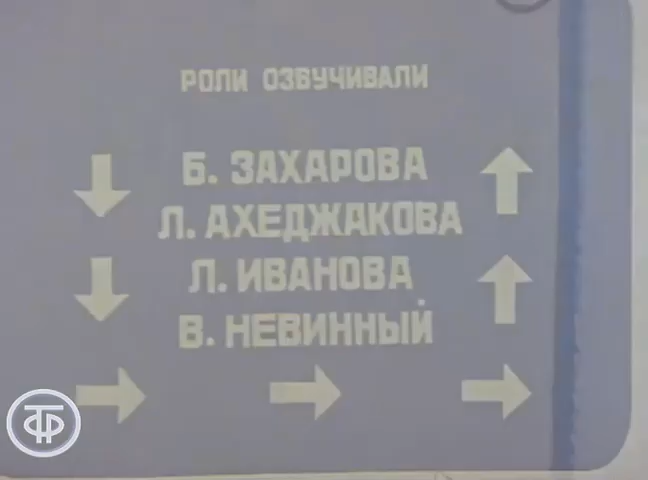 РОЛИ ОЗВУЧИВАЛИ
Б. ЗАХАРОВА
Л. АХЕДЖАКОВА
Л. ИВАНОВА
В. НЕВИННЫЙ